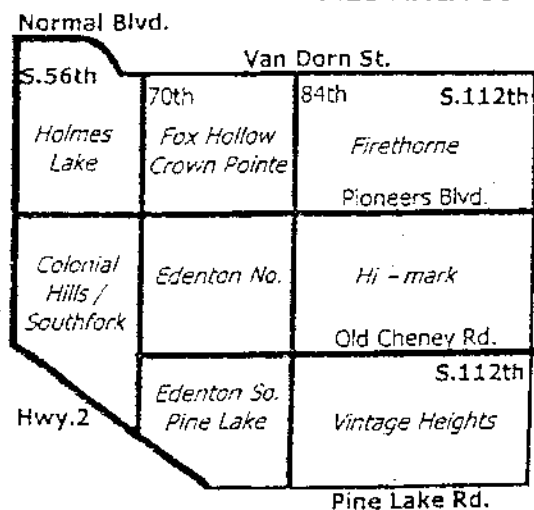 Normal Blvd.
Van Dorn St.
S.56th
70th
84th
S.112th
Holmes
Lake
Fox Hollow
Crown Pointe
Firethorne
Pioneers Blvd.
Colonial
Hills /
Southfork
Edenton No.
Hi - mark
Old Cheney Rd.
S.112th
Hwy.2
Edenton So.
Pine Lake
Vintage Heights
Pine Lake Rd.